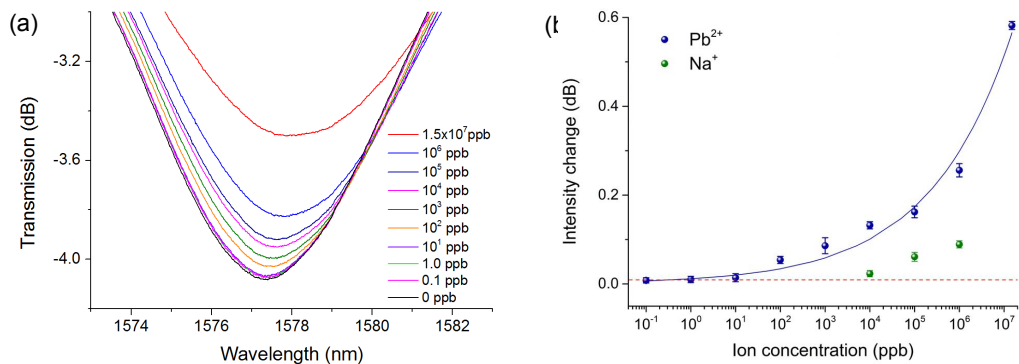 (a)
Transmission (dB)
-3.2
-3.6
-4.0
1.5x10⁷ppb
10⁶ ppb
10⁵ ppb
10⁴ ppb
10³ ppb
10² ppb
10¹ ppb
1.0 ppb
0.1 ppb
0 ppb
1574 1576 1578 1580 1582
Wavelength (nm)
(b
Intensity change (dB)
0.6
0.4
0.2
0.0
Pb²⁺
Na⁺
10⁻¹ 10⁰ 10¹ 10² 10³ 10⁴ 10⁵ 10⁶ 10⁷
Ion concentration (ppb)